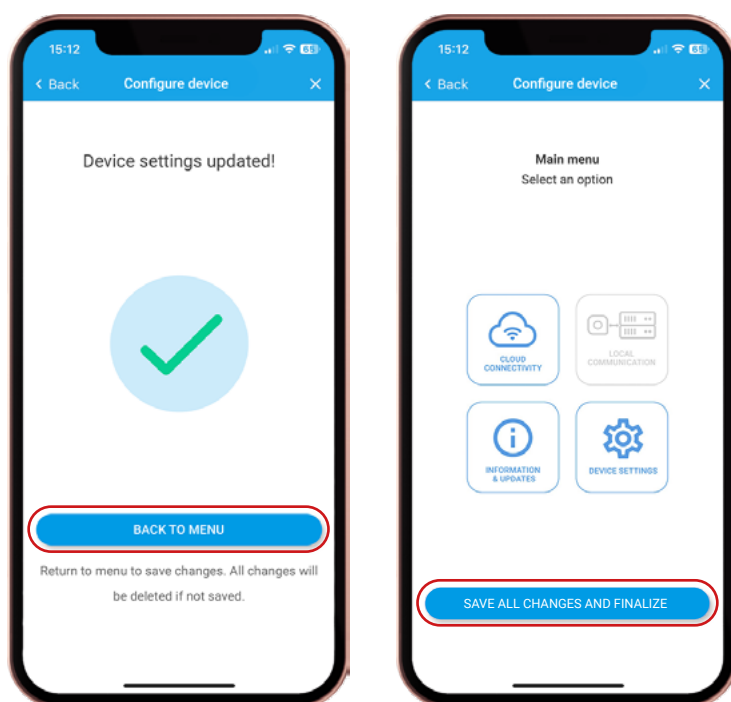 15:12
65
< Back
Configure device
Device settings updated!
BACK TO MENU
Return to menu to save changes. All changes will
be deleted if not saved.
15:12
65
< Back
Configure device
Main menu
Select an option
CLOUD
CONNECTIVITY
LOCAL
COMMUNICATION
INFORMATION
& UPDATES
DEVICE SETTINGS
SAVE ALL CHANGES AND FINALIZE